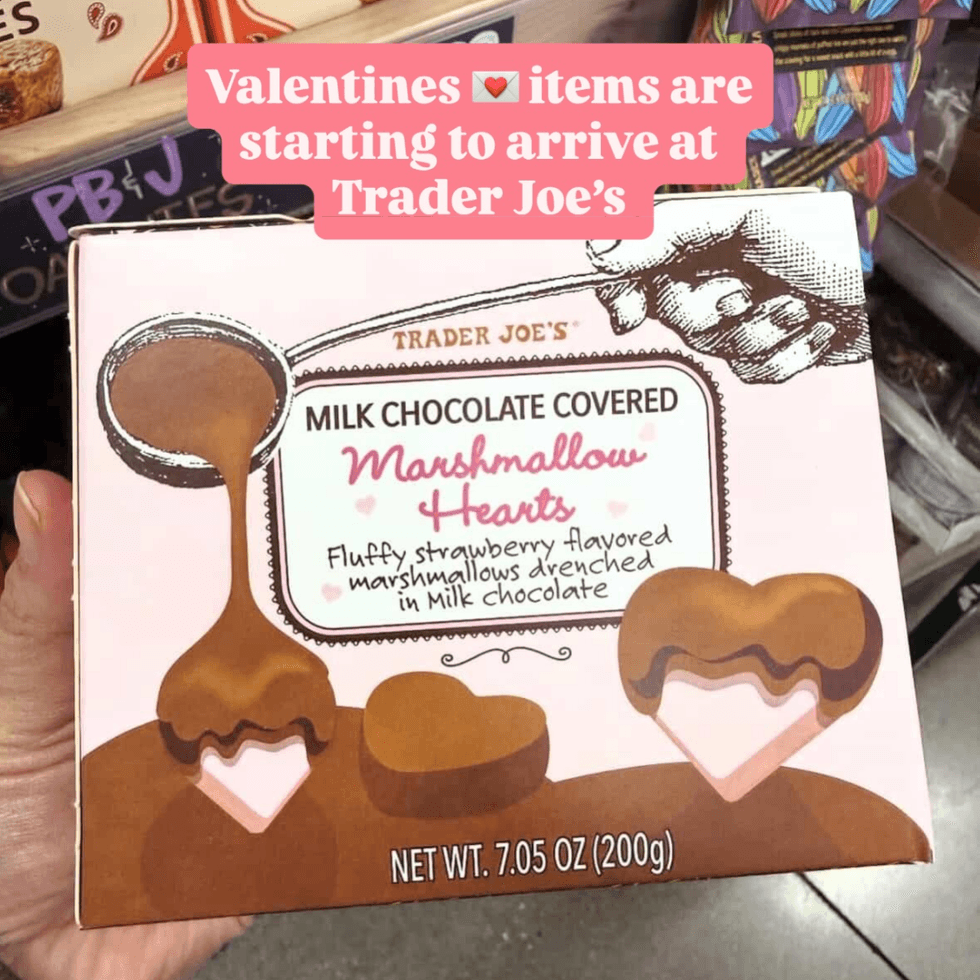 Valentines 💌 items are
starting to arrive at
Trader Joe's
ES
PB&J
TRADER JOE'S
MILK CHOCOLATE COVERED
Marshmallow
Hearts
Fluffy strawberry flavored
marshmallows drenched
in Milk chocolate
NET WT. 7.05 OZ (200g)